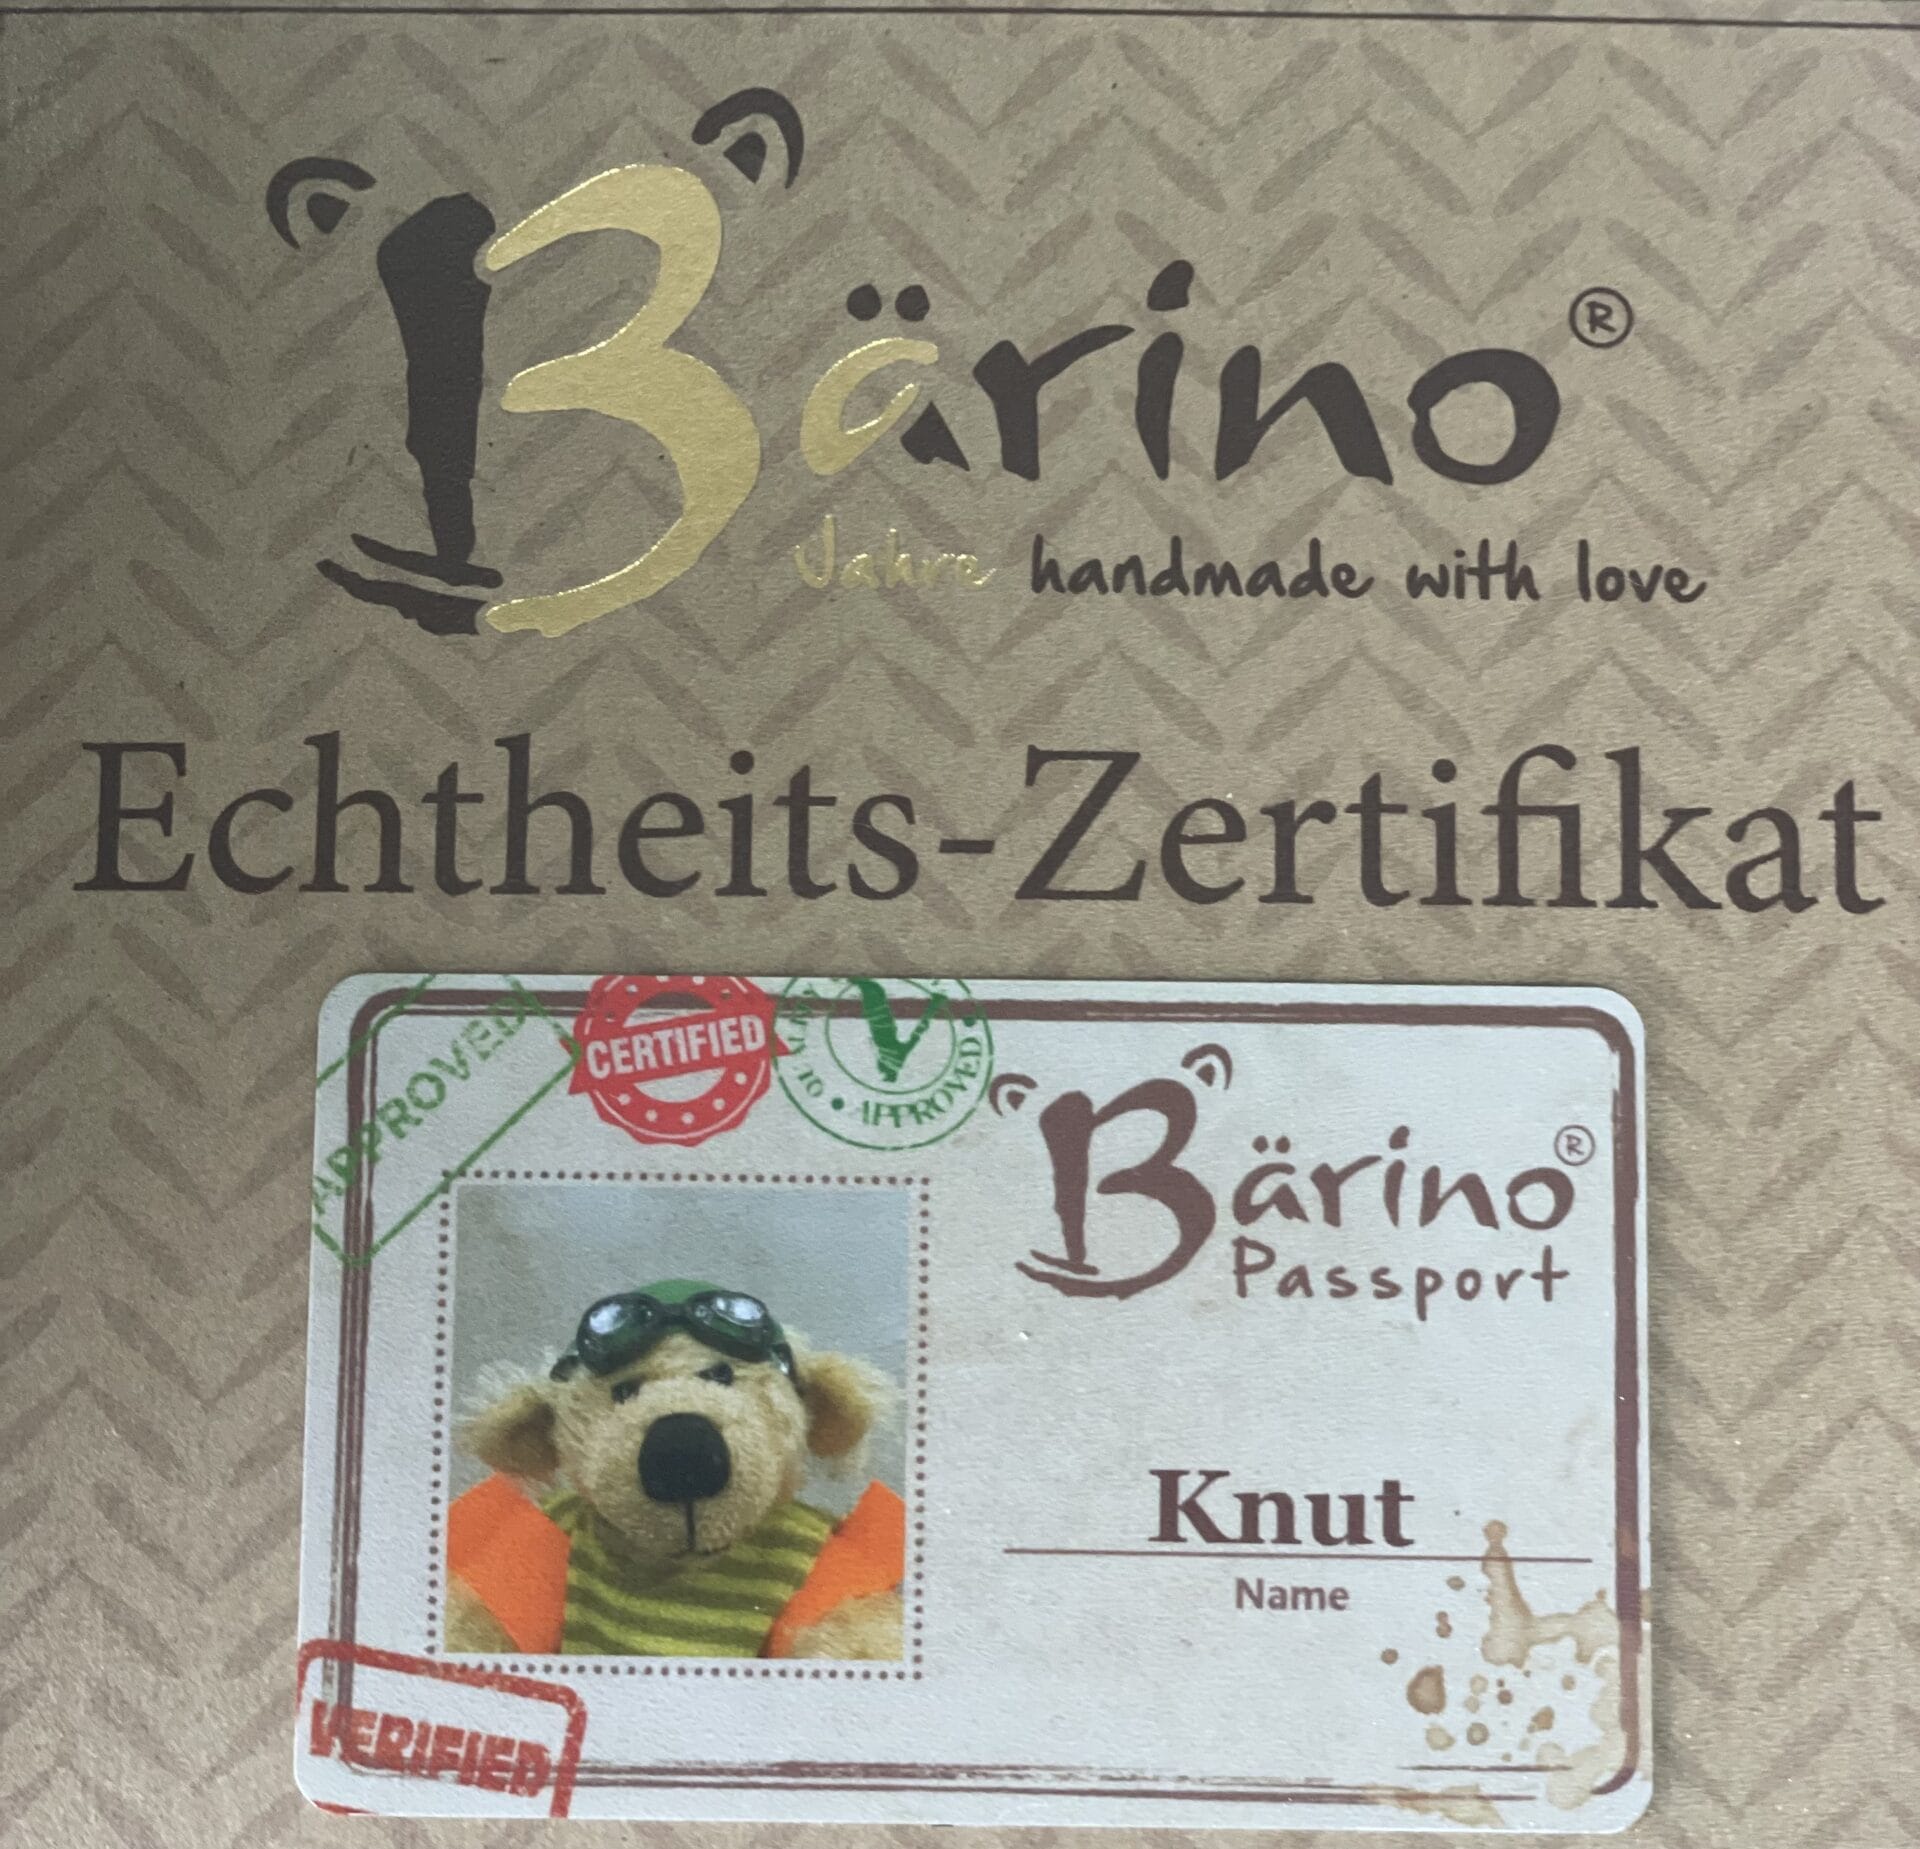 Bärino®
Jahre handmade with love
Echtheits-Zertifikat
APPROVED
CERTIFIED
V
APPROVED
Bärino®
Passport
Knut
Name
VERIFIED